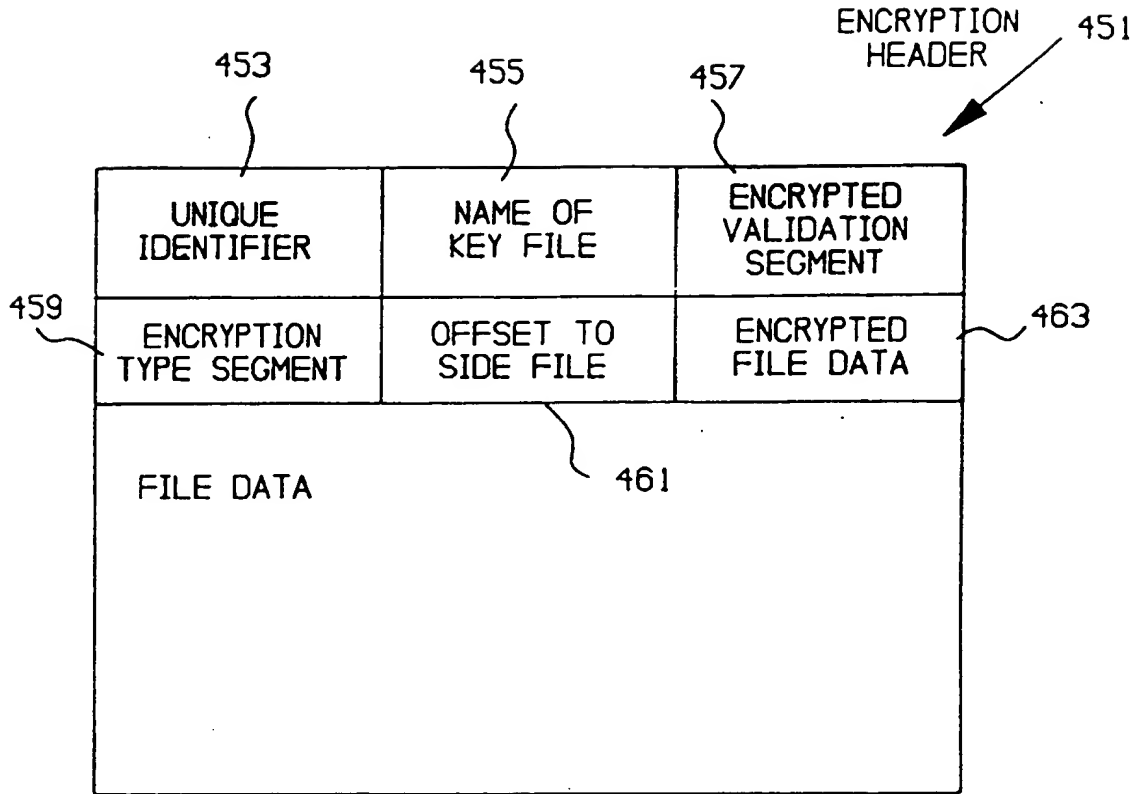 ENCRYPTION
HEADER
451
453
455
457
UNIQUE
IDENTIFIER
NAME OF
KEY FILE
ENCRYPTED
VALIDATION
SEGMENT
459
ENCRYPTION
TYPE SEGMENT
OFFSET TO
SIDE FILE
ENCRYPTED
FILE DATA
463
461
FILE DATA